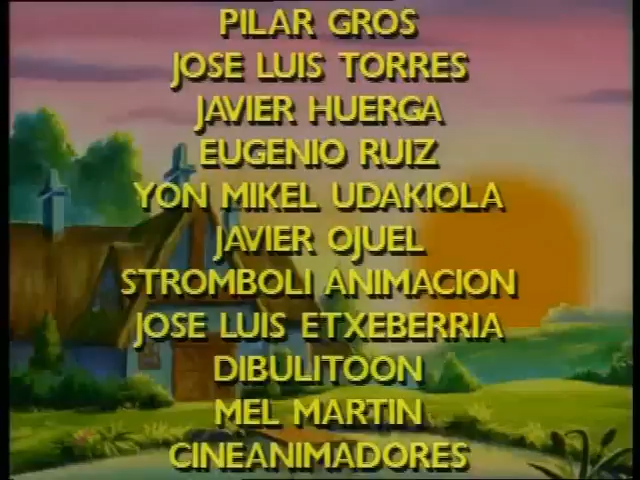 PILAR GROS
JOSE LUIS TORRES
JAVIER HUERGA
EUGENIO RUIZ
YON MIKEL UDAKIOLA
JAVIER OJUEL
STROMBOLI ANIMACION
JOSE LUIS ETXEBERRIA
DIBULITOON
MEL MARTIN
CINEANIMADORES